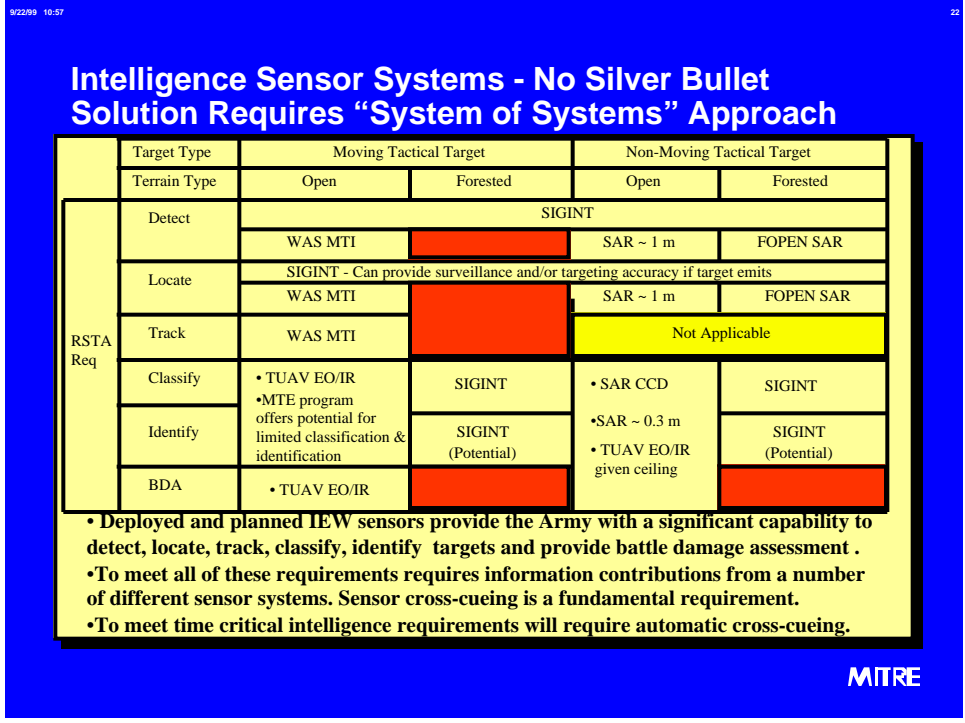 9/22/99 10:57
22
Intelligence Sensor Systems - No Silver Bullet
Solution Requires “System of Systems” Approach
Target Type Moving Tactical Target Non-Moving Tactical Target
Terrain Type Open Forested Open Forested
RSTA
Req
Detect SIGINT
WAS MTI SAR ~ 1 m FOPEN SAR
Locate SIGINT - Can provide surveillance and/or targeting accuracy if target emits
WAS MTI SAR ~ 1 m FOPEN SAR
Track WAS MTI Not Applicable
Classify
• TUAV EO/IR
•MTE program
offers potential for
limited classification &
identification
SIGINT
• SAR CCD
•SAR ~ 0.3 m
• TUAV EO/IR
given ceiling
SIGINT
Identify
SIGINT
(Potential)
SIGINT
(Potential)
BDA • TUAV EO/IR
• Deployed and planned IEW sensors provide the Army with a significant capability to
detect, locate, track, classify, identify targets and provide battle damage assessment .
•To meet all of these requirements requires information contributions from a number
of different sensor systems. Sensor cross-cueing is a fundamental requirement.
•To meet time critical intelligence requirements will require automatic cross-cueing.
MITRE